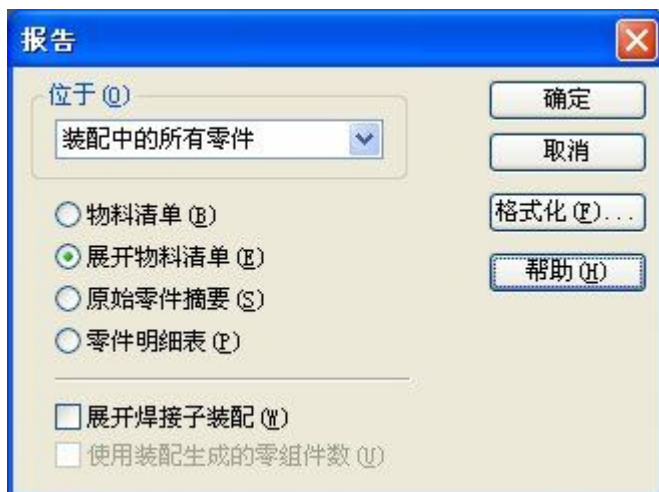 报告
位于(O)
装配中的所有零件
物料清单(B)
展开物料清单(E)
原始零件摘要(S)
零件明细表(P)
展开焊接子装配(W)
使用装配生成的零组件数(U)
确定
取消
格式化(F)...
帮助(H)